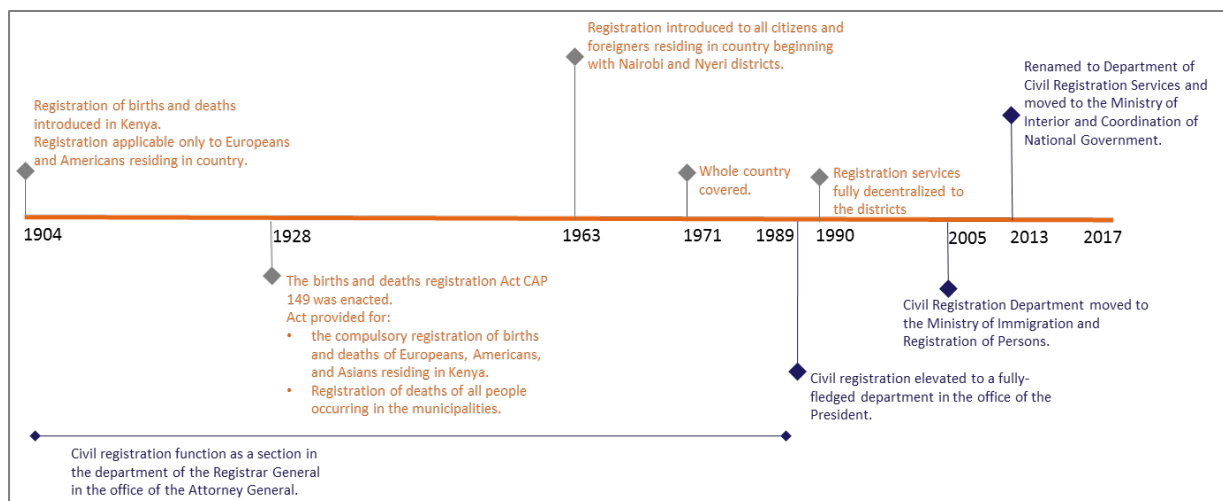 Registration of births and deaths
introduced in Kenya.
Registration applicable only to Europeans
and Americans residing in country.
Registration introduced to all citizens and
foreigners residing in country beginning
with Nairobi and Nyeri districts.
Whole country
covered.
Registration services
fully decentralized to
the districts
Renamed to Department of
Civil Registration Services and
moved to the Ministry of
Interior and Coordination of
National Government.
1904
1928
1963
1971
1989
1990
2005
2013
2017
The births and deaths registration Act CAP
149 was enacted.
Act provided for:
• the compulsory registration of births
and deaths of Europeans, Americans,
and Asians residing in Kenya.
• Registration of deaths of all people
occurring in the municipalities.
Civil registration elevated to a fully-
fledged department in the office of the
President.
Civil Registration Department moved to
the Ministry of Immigration and
Registration of Persons.
Civil registration function as a section in
the department of the Registrar General
in the office of the Attorney General.